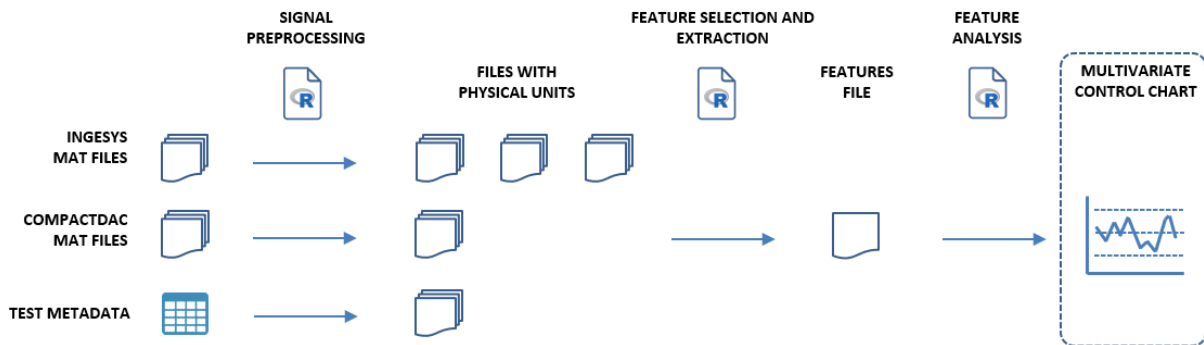 SIGNAL
PREPROCESSING
FEATURE SELECTION AND
EXTRACTION
FEATURE
ANALYSIS
FILES WITH
PHYSICAL UNITS
FEATURES
FILE
MULTIVARIATE
CONTROL CHART
R
R
R
INGESYS
MAT FILES
COMPACTDAC
MAT FILES
TEST METADATA